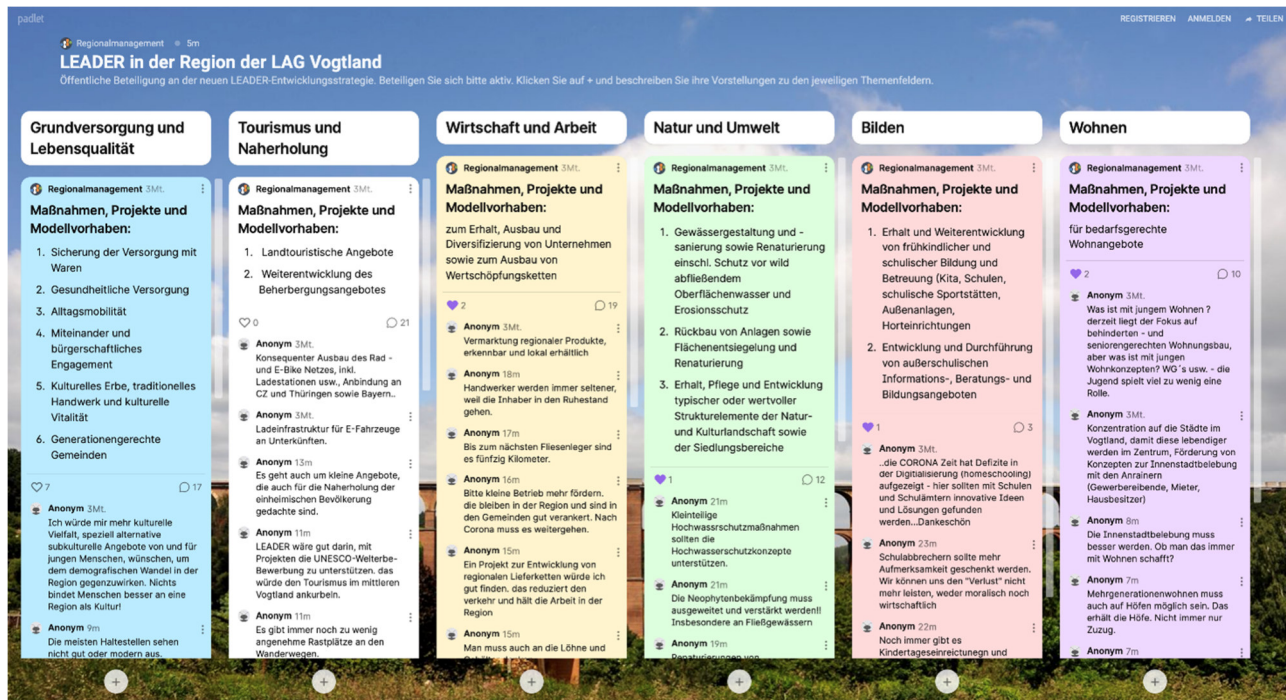 padlet
REGISTRIEREN ANMELDEN TEILEN
Regionalmanagement 5m
LEADER in der Region der LAG Vogtland
Öffentliche Beteiligung an der neuen LEADER-Entwicklungsstrategie. Beteiligen Sie sich bitte aktiv. Klicken Sie auf + und beschreiben Sie ihre Vorstellungen zu den jeweiligen Themenfeldern.
Grundversorgung und
Lebensqualität
Regionalmanagement 3Mt.
Maßnahmen, Projekte und
Modellvorhaben:
1. Sicherung der Versorgung mit
Waren
2. Gesundheitliche Versorgung
3. Alltagsmobilität
4. Miteinander und
bürgerschaftliches
Engagement
5. Kulturelles Erbe, traditionelles
Handwerk und kulturelle
Vitalität
6. Generationengerechte
Gemeinden
7 17
Anonym 3Mt.
Ich würde mir mehr kulturelle
Vielfalt, speziell alternative
subkulturelle Angebote von und für
jungen Menschen, wünschen, um
dem demografischen Wandel in der
Region gegenzuwirken. Nichts
bindet Menschen besser an eine
Region als Kultur!
Anonym 9m
Die meisten Haltestellen sehen
nicht gut oder modern aus.
Tourismus und
Naherholung
Regionalmanagement 3Mt.
Maßnahmen, Projekte und
Modellvorhaben:
1. Landtouristische Angebote
2. Weiterentwicklung des
Beherbergungsangebotes
0 21
Anonym 3Mt.
Konsequenter Ausbau des Rad -
und E-Bike Netzes, inkl.
Ladestationen usw., Anbindung an
CZ und Thüringen sowie Bayern..
Anonym 3Mt.
Ladeinfrastruktur für E-Fahrzeuge
an Unterkünften.
Anonym 13m
Es geht auch um kleine Angebote,
die auch für die Naherholung der
einheimischen Bevölkerung
gedachte sind.
Anonym 11m
LEADER wäre gut darin, mit
Projekten die UNESCO-Welterbe-
Bewerbung zu unterstützen. das
würde den Tourismus im mittleren
Vogtland ankurbeln.
Anonym 11m
Es gibt immer noch zu wenig
angenehme Rastplätze an den
Wanderwegen.
Wirtschaft und Arbeit
Regionalmanagement 3Mt.
Maßnahmen, Projekte und
Modellvorhaben:
zum Erhalt, Ausbau und
Diversifizierung von Unternehmen
sowie zum Ausbau von
Wertschöpfungsketten
2 19
Anonym 3Mt.
Vermarktung regionaler Produkte,
erkennbar und lokal erhältlich
Anonym 18m
Handwerker werden immer seltener,
weil die Inhaber in den Ruhestand
gehen.
Anonym 17m
Bis zum nächsten Fliesenleger sind
es fünfzig Kilometer.
Anonym 16m
Bitte kleine Betrieb mehr fördern.
die bleiben in der Region und sind in
den Gemeinden gut verankert. Nach
Corona muss es weitergehen.
Anonym 15m
Ein Projekt zur Entwicklung von
regionalen Lieferketten würde ich
gut finden. das reduziert den
verkehr und hält die Arbeit in der
Region
Anonym 15m
Man muss auch an die Löhne und
Natur und Umwelt
Regionalmanagement 3Mt.
Maßnahmen, Projekte und
Modellvorhaben:
1. Gewässergestaltung und -
sanierung sowie Renaturierung
einschl. Schutz vor wild
abfließendem
Oberflächenwasser und
Erosionsschutz
2. Rückbau von Anlagen sowie
Flächenentsiegelung und
Renaturierung
3. Erhalt, Pflege und Entwicklung
typischer oder wertvoller
Strukturelemente der Natur-
und Kulturlandschaft sowie
der Siedlungsbereiche
1 12
Anonym 21m
Kleinteilige
Hochwassrschutzmaßnahmen
sollten die
Hochwasserschutzkonzepte
unterstützen.
Anonym 21m
Die Neophytenbekämpfung muss
ausgeweitet und verstärkt werden!!
Insbesondere an Fließgewässern
Anonym 19m
Renaturierungen von
Bilden
Regionalmanagement 3Mt.
Maßnahmen, Projekte und
Modellvorhaben:
1. Erhalt und Weiterentwicklung
von frühkindlicher und
schulischer Bildung und
Betreuung (Kita, Schulen,
schulische Sportstätten,
Außenanlagen,
Horteinrichtungen
2. Entwicklung und Durchführung
von außerschulischen
Informations-, Beratungs- und
Bildungsangeboten
1 3
Anonym 3Mt.
..die CORONA Zeit hat Defizite in
der Digitalisierung (homeschooling)
aufgezeigt - hier sollten mit Schulen
und Schulämtern innovative Ideen
und Lösungen gefunden
werden...Dankeschön
Anonym 23m
Schulabbrechern sollte mehr
Aufmerksamkeit geschenkt werden.
Wir können uns den "Verlust" nicht
mehr leisten, weder moralisch noch
wirtschaftlich
Anonym 22m
Noch immer gibt es
Kindertageseinreictunegn und
Wohnen
Regionalmanagement 3Mt.
Maßnahmen, Projekte und
Modellvorhaben:
für bedarfsgerechte
Wohnangebote
2 10
Anonym 3Mt.
Was ist mit jungem Wohnen ?
derzeit liegt der Fokus auf
behinderten - und
seniorengerechten Wohnungsbau,
aber was ist mit jungen
Wohnkonzepten? WG´s usw. - die
Jugend spielt viel zu wenig eine
Rolle.
Anonym 3Mt.
Konzentration auf die Städte im
Vogtland, damit diese lebendiger
werden im Zentrum, Förderung von
Konzepten zur Innenstadtbelebung
mit den Anrainern
(Gewerbereibende, Mieter,
Hausbesitzer)
Anonym 8m
Die Innenstadtbelebung muss
besser werden. Ob man das immer
mit Wohnen schafft?
Anonym 7m
Mehrgenerationenwohnen muss
auch auf Höfen möglich sein. Das
erhält die Höfe. Nicht immer nur
Zuzug.
Anonym 7m